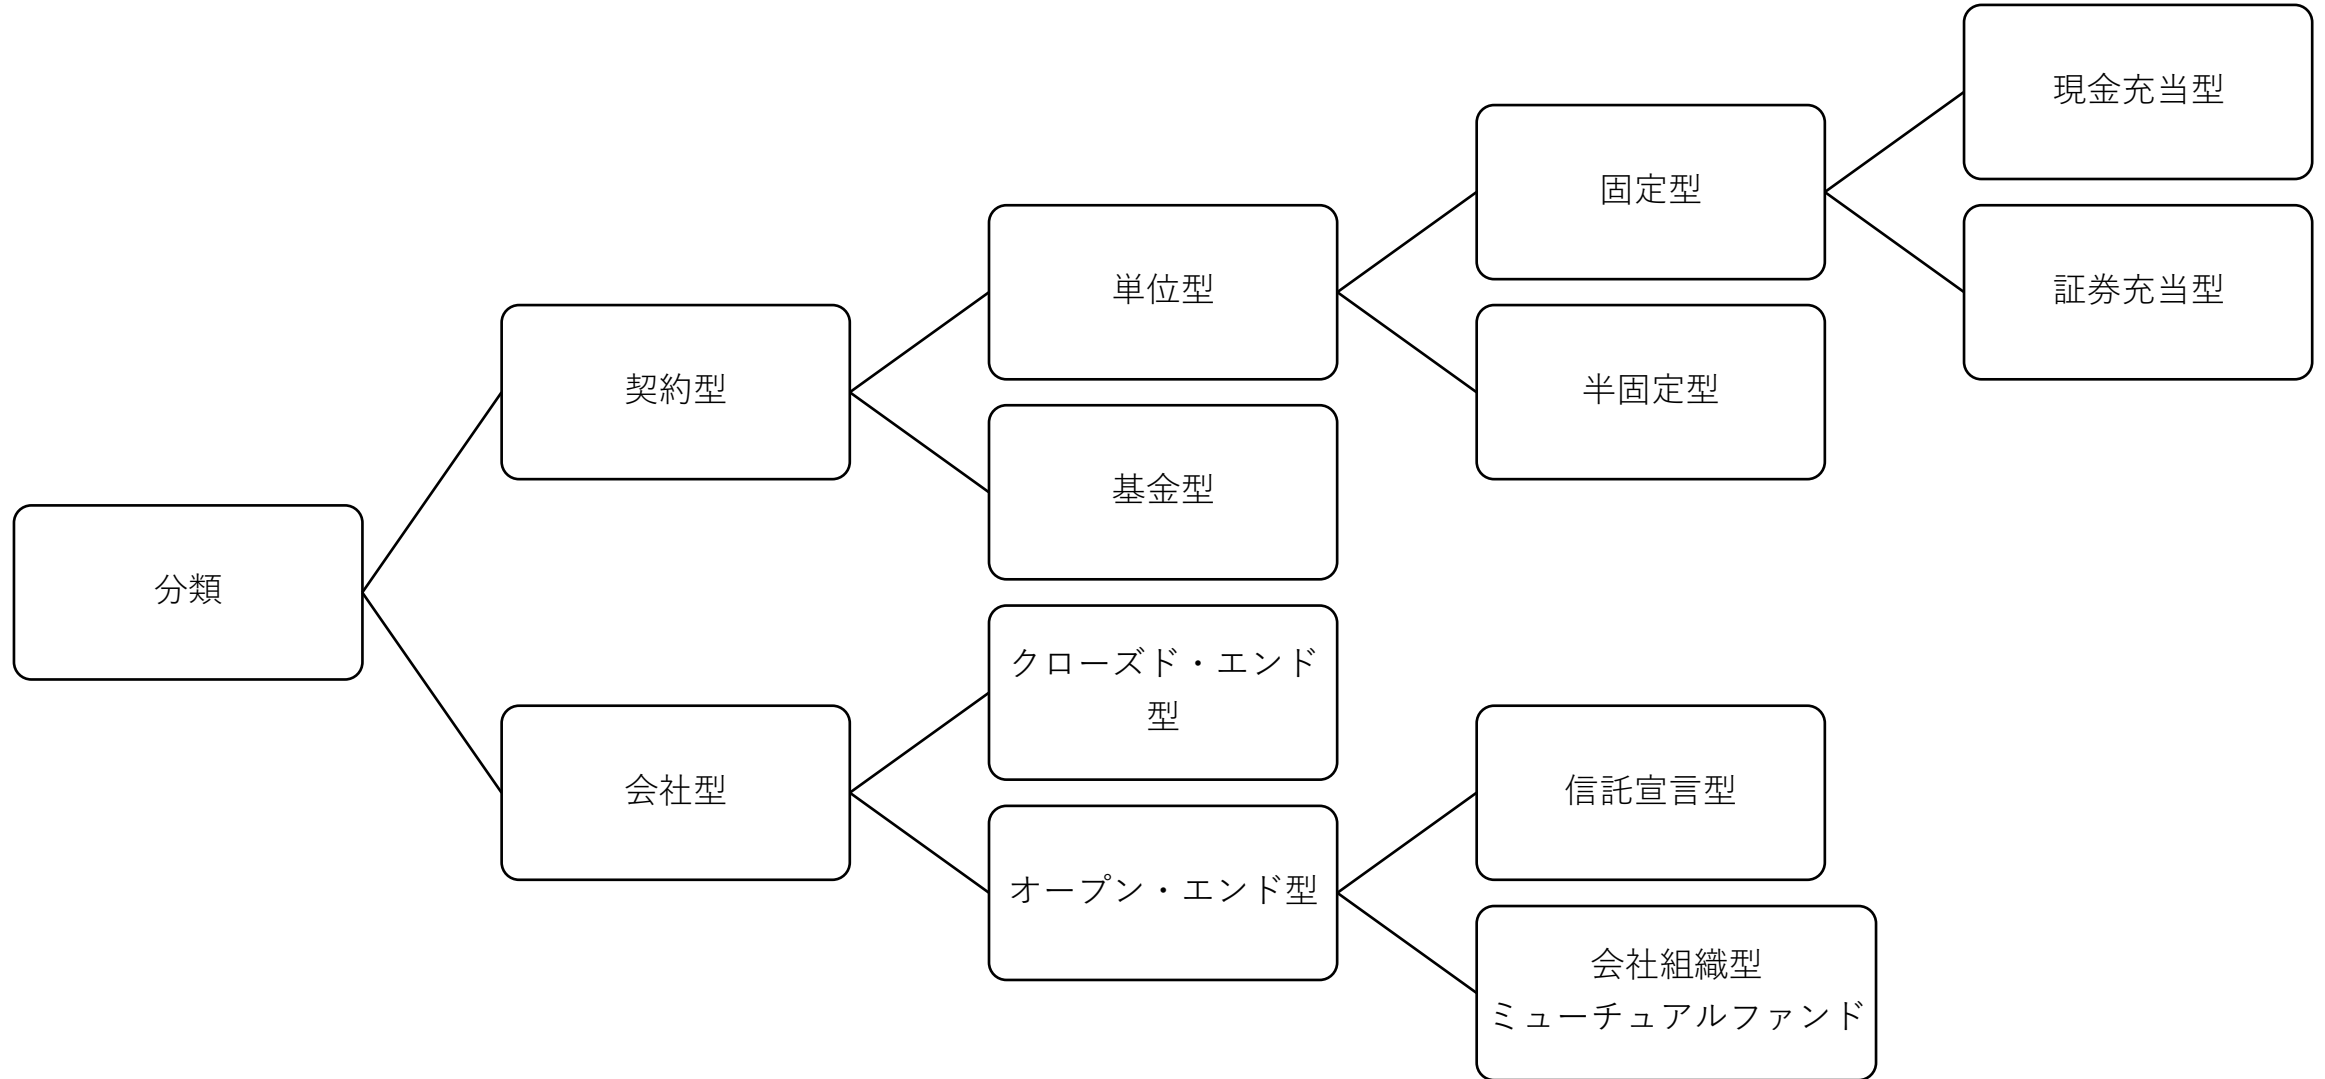 分類
契約型
単位型
固定型
現金充当型
証券充当型
半固定型
基金型
会社型
クローズド・エンド
型
オープン・エンド型
信託宣言型
会社組織型
ミューチュアルファンド